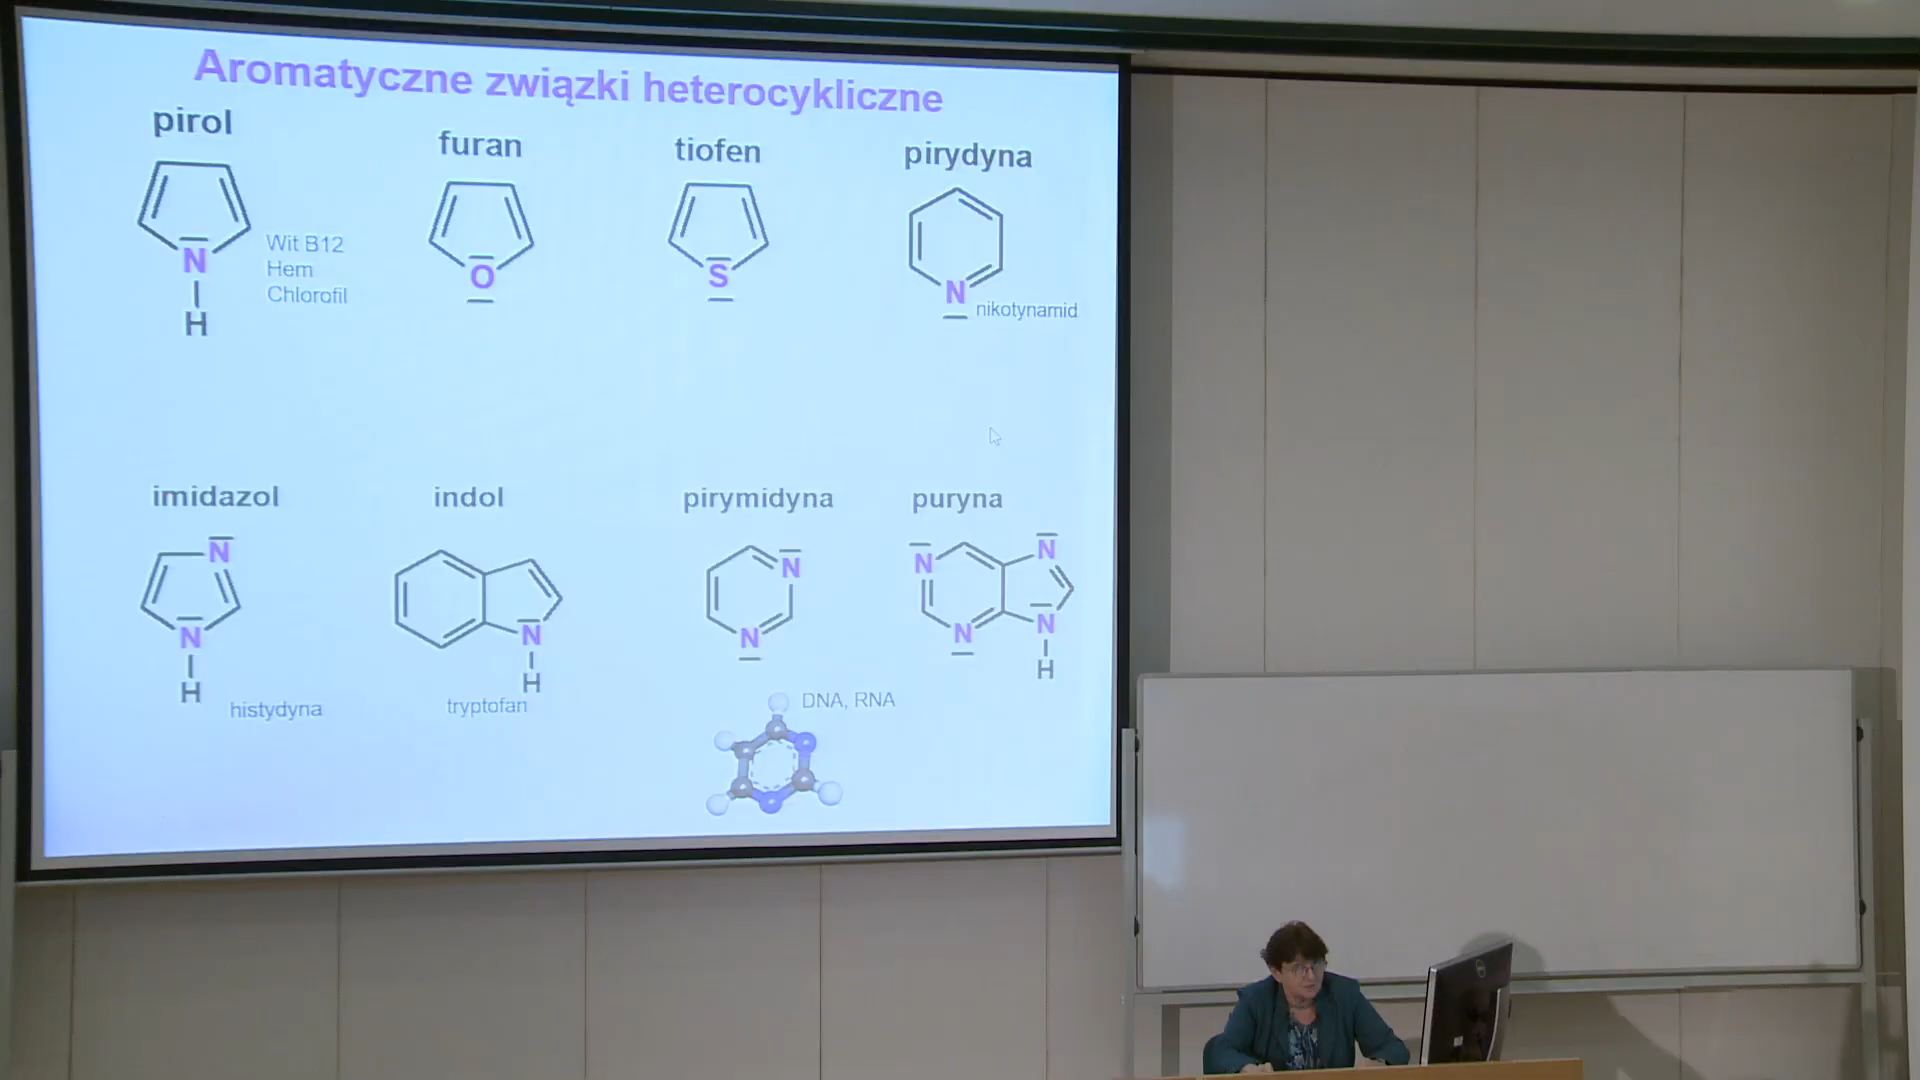 Aromatyczne związki heterocykliczne
pirol
furan
tiofen
pirydyna
N
H
Wit B12
Hem
Chlorofil
O
S
N
nikotynamid
imidazol
indol
pirymidyna
puryna
N
N
H
histydyna
N
H
tryptofan
N
N
DNA, RNA
N
N
N
N
H